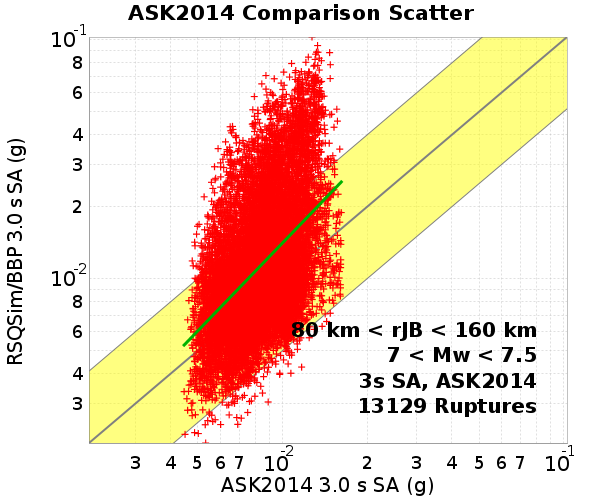 ASK2014 Comparison Scatter
10-1
8
6
4
3
2
10-2
8
6
4
3
RSQSim/BBP 3.0 s SA (g)
80 km < rJB < 160 km
7 < Mw < 7.5
3s SA, ASK2014
13129 Ruptures
3 4 5 6 7 10-2 2 3 4 5 6 7 10-1
ASK2014 3.0 s SA (g)